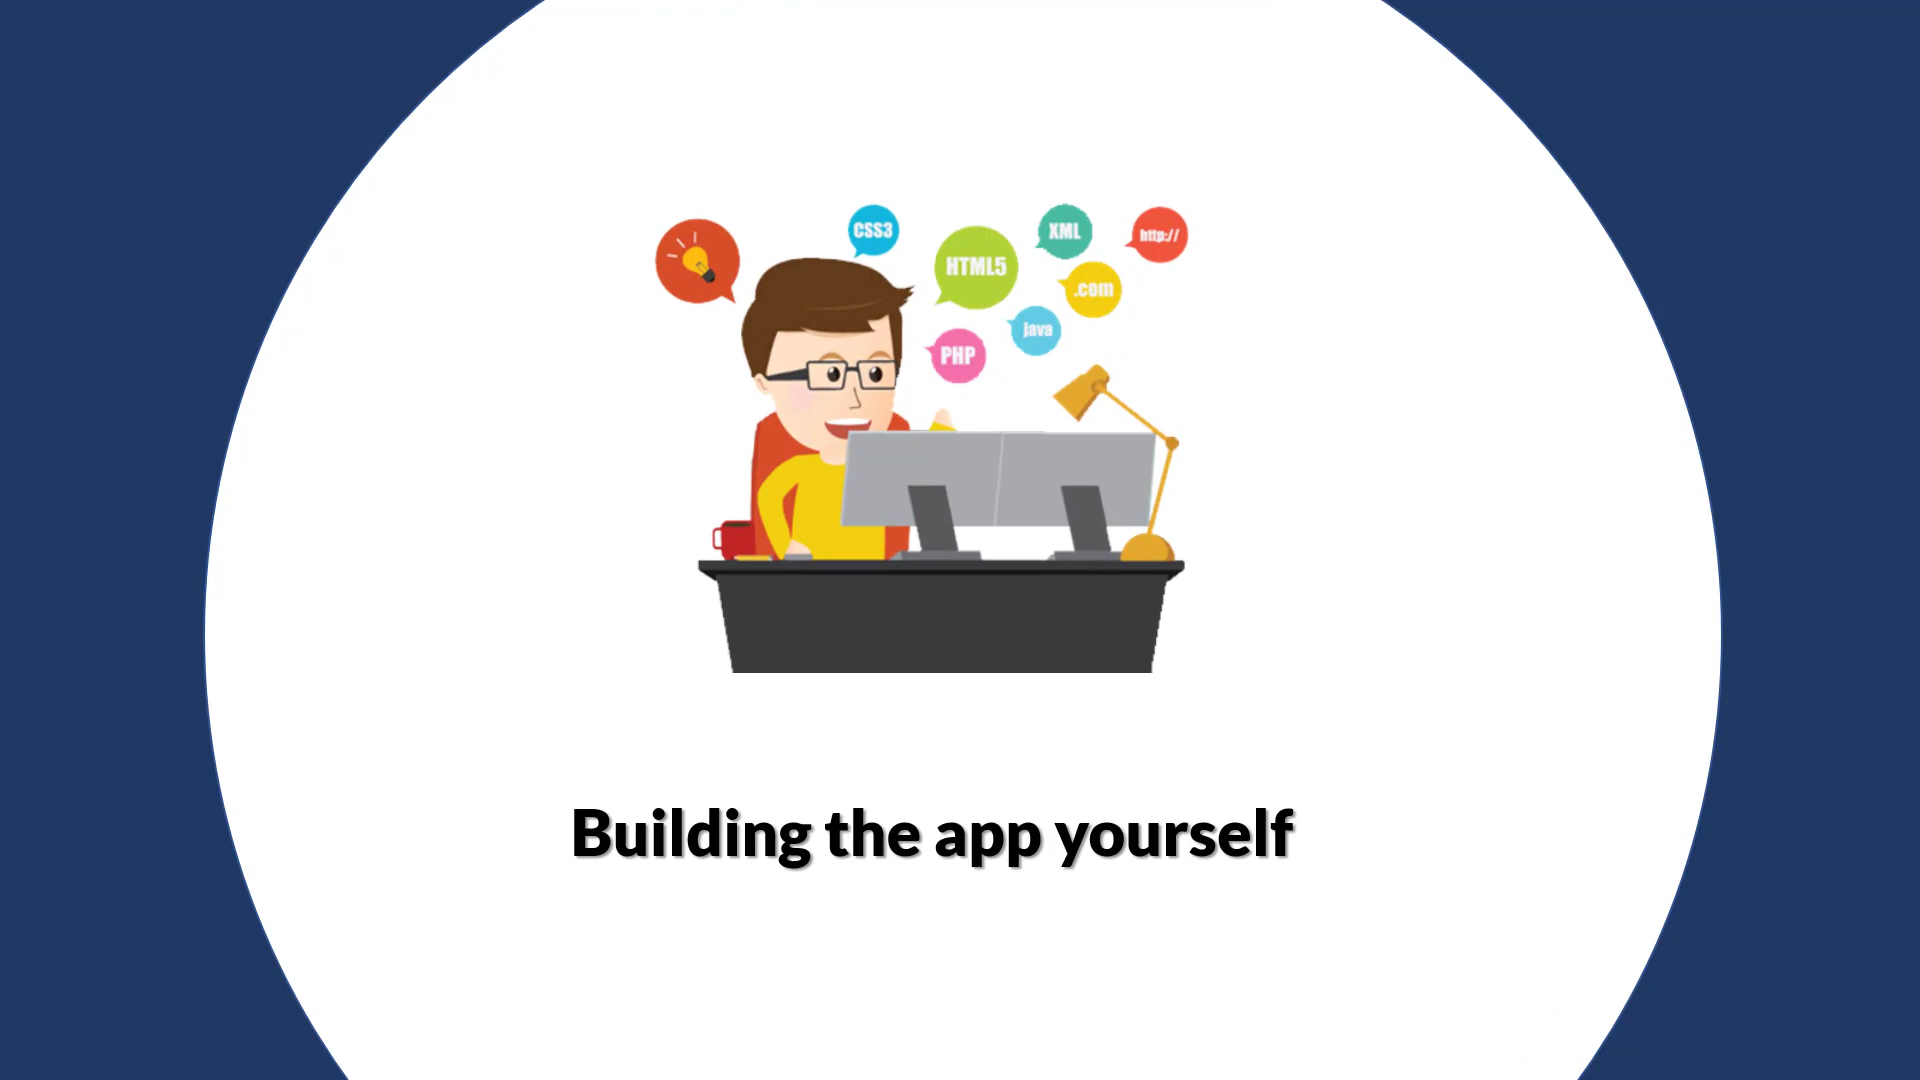 CSS3
XML
http://
HTML5
.com
java
PHP
Building the app yourself